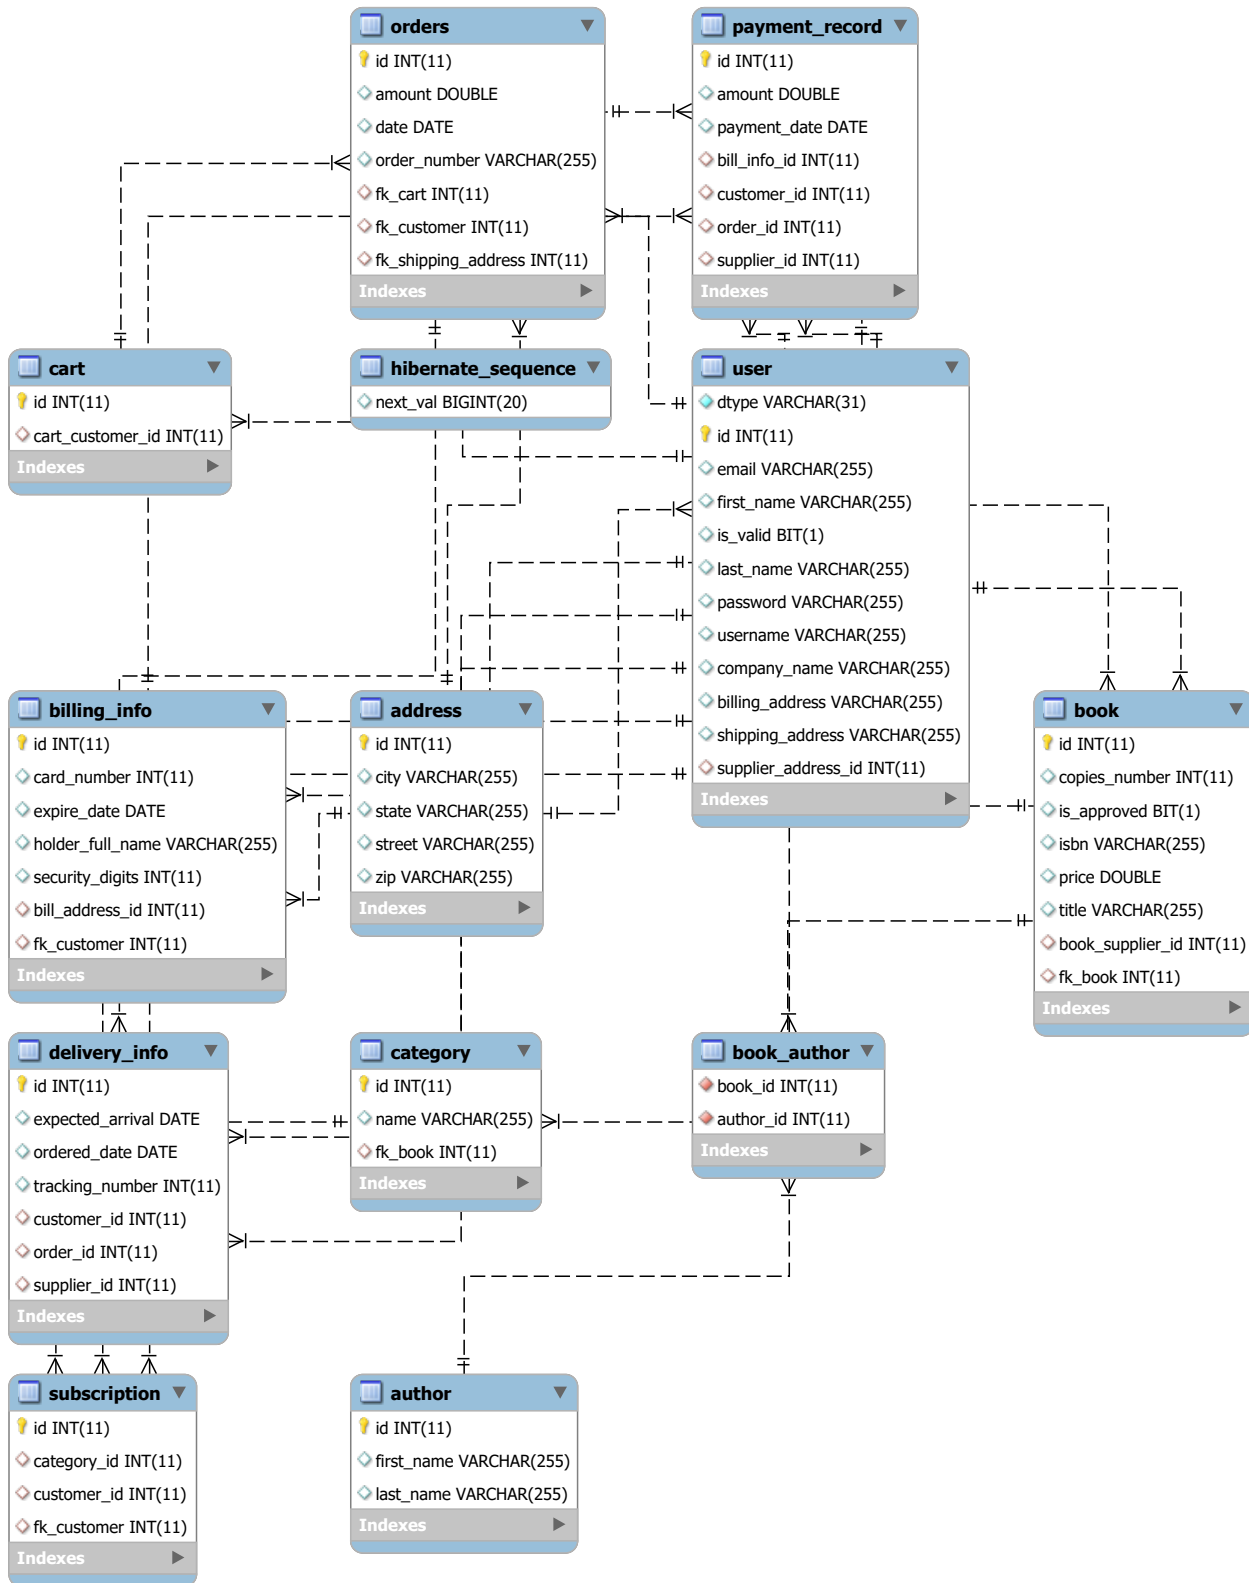 orders
id INT(11)
amount DOUBLE
date DATE
order_number VARCHAR(255)
fk_cart INT(11)
fk_customer INT(11)
fk_shipping_address INT(11)
Indexes
payment_record
id INT(11)
amount DOUBLE
payment_date DATE
bill_info_id INT(11)
customer_id INT(11)
order_id INT(11)
supplier_id INT(11)
Indexes
cart
id INT(11)
cart_customer_id INT(11)
Indexes
hibernate_sequence
next_val BIGINT(20)
user
dtype VARCHAR(31)
id INT(11)
email VARCHAR(255)
first_name VARCHAR(255)
is_valid BIT(1)
last_name VARCHAR(255)
password VARCHAR(255)
username VARCHAR(255)
company_name VARCHAR(255)
billing_address VARCHAR(255)
shipping_address VARCHAR(255)
supplier_address_id INT(11)
Indexes
billing_info
id INT(11)
card_number INT(11)
expire_date DATE
holder_full_name VARCHAR(255)
security_digits INT(11)
bill_address_id INT(11)
fk_customer INT(11)
Indexes
address
id INT(11)
city VARCHAR(255)
state VARCHAR(255)
street VARCHAR(255)
zip VARCHAR(255)
Indexes
book
id INT(11)
copies_number INT(11)
is_approved BIT(1)
isbn VARCHAR(255)
price DOUBLE
title VARCHAR(255)
book_supplier_id INT(11)
fk_book INT(11)
Indexes
delivery_info
id INT(11)
expected_arrival DATE
ordered_date DATE
tracking_number INT(11)
customer_id INT(11)
order_id INT(11)
supplier_id INT(11)
Indexes
category
id INT(11)
name VARCHAR(255)
fk_book INT(11)
Indexes
book_author
book_id INT(11)
author_id INT(11)
Indexes
subscription
id INT(11)
category_id INT(11)
customer_id INT(11)
fk_customer INT(11)
Indexes
author
id INT(11)
first_name VARCHAR(255)
last_name VARCHAR(255)
Indexes